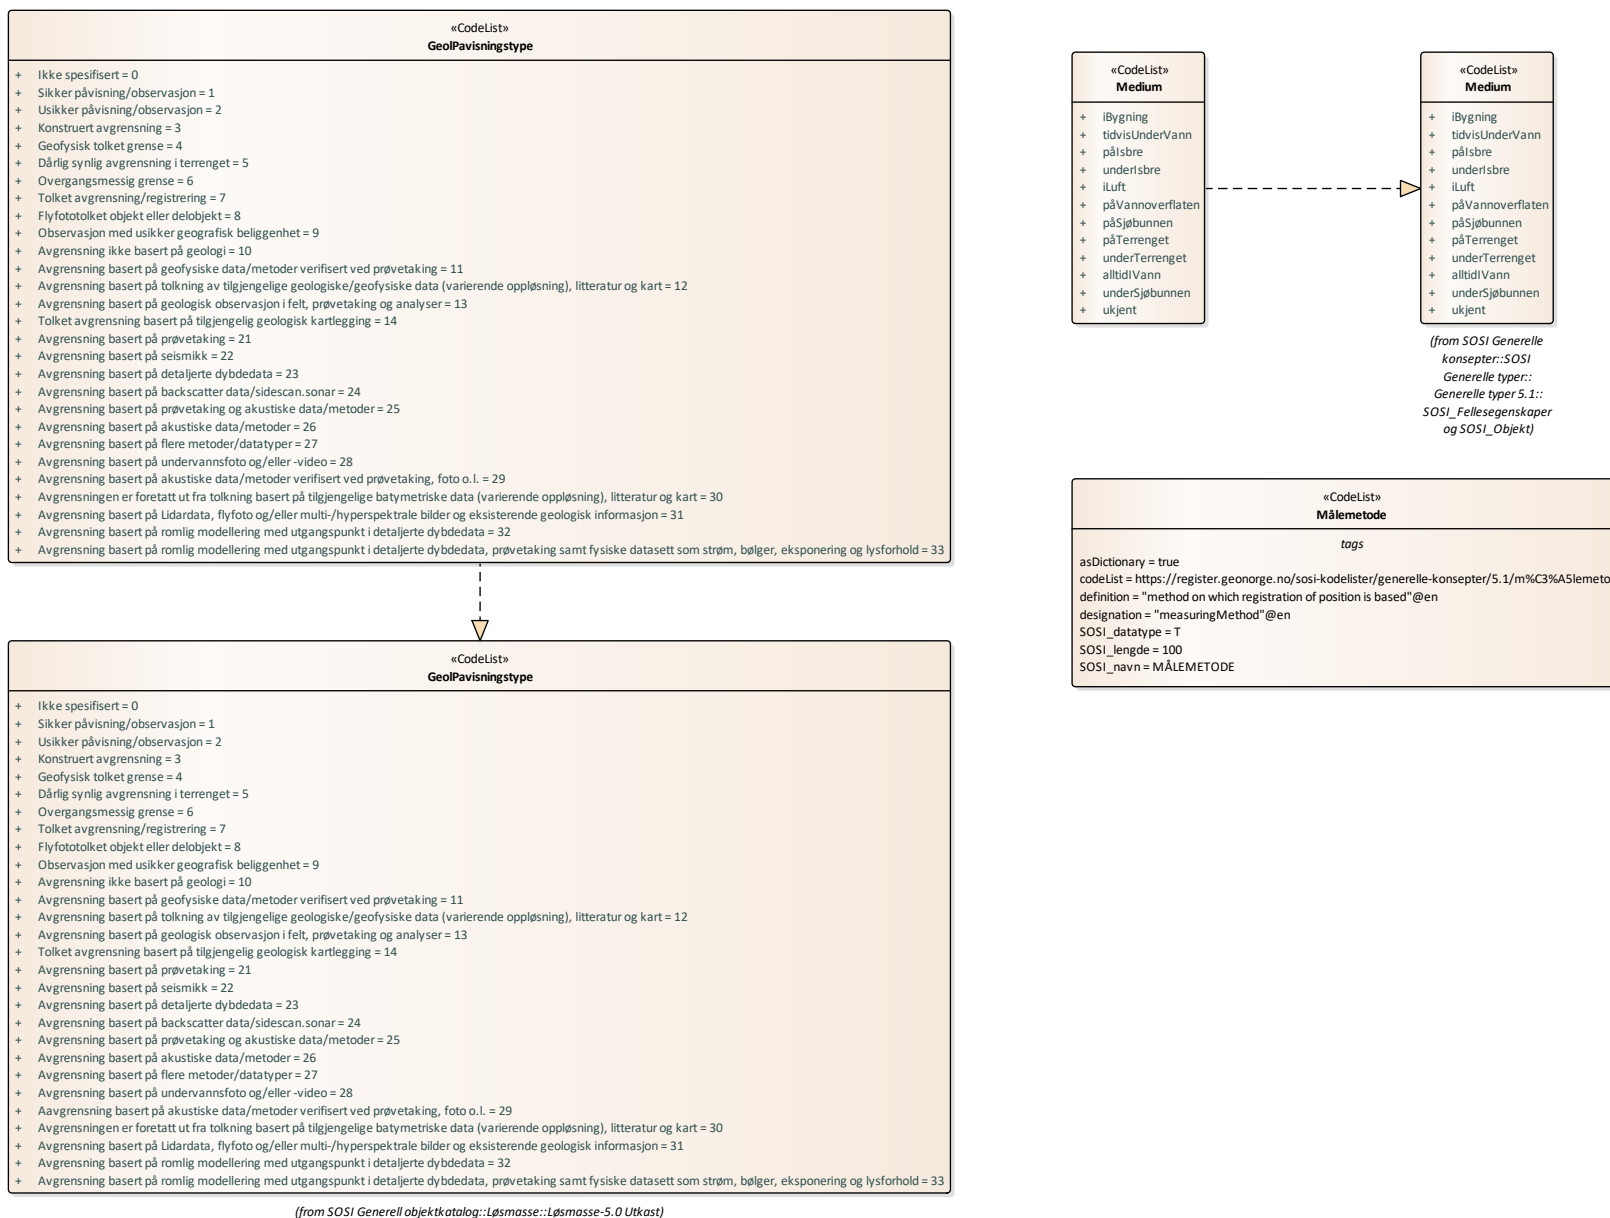 «CodeList»
GeolPavisningstype
+ Ikke spesifisert = 0
+ Sikker påvisning/observasjon = 1
+ Usikker påvisning/observasjon = 2
+ Konstruert avgrensning = 3
+ Geofysisk tolket grense = 4
+ Dårlig synlig avgrensning i terrenget = 5
+ Overgangsmessig grense = 6
+ Tolket avgrensning/registrering = 7
+ Flyfototolket objekt eller delobjekt = 8
+ Observasjon med usikker geografisk beliggenhet = 9
+ Avgrensning ikke basert på geologi = 10
+ Avgrensning basert på geofysiske data/metoder verifisert ved prøvetaking = 11
+ Avgrensning basert på tolkning av tilgjengelige geologiske/geofysiske data (varierende oppløsning), litteratur og kart = 12
+ Avgrensning basert på geologisk observasjon i felt, prøvetaking og analyser = 13
+ Tolket avgrensning basert på tilgjengelig geologisk kartlegging = 14
+ Avgrensning basert på prøvetaking = 21
+ Avgrensning basert på seismikk = 22
+ Avgrensning basert på detaljerte dybdedata = 23
+ Avgrensning basert på backscatter data/sidescan.sonar = 24
+ Avgrensning basert på prøvetaking og akustiske data/metoder = 25
+ Avgrensning basert på akustiske data/metoder = 26
+ Avgrensning basert på flere metoder/datatyper = 27
+ Avgrensning basert på undervannsfoto og/eller -video = 28
+ Avgrensning basert på akustiske data/metoder verifisert ved prøvetaking, foto o.l. = 29
+ Avgrensningen er foretatt ut fra tolkning basert på tilgjengelige batymetriske data (varierende oppløsning), litteratur og kart = 30
+ Avgrensning basert på Lidardata, flyfoto og/eller multi-/hyperspektrale bilder og eksisterende geologisk informasjon = 31
+ Avgrensning basert på romlig modellering med utgangspunkt i detaljerte dybdedata = 32
+ Avgrensning basert på romlig modellering med utgangspunkt i detaljerte dybdedata, prøvetaking samt fysiske datasett som strøm, bølger, eksponering og lysforhold = 33
«CodeList»
GeolPavisningstype
+ Ikke spesifisert = 0
+ Sikker påvisning/observasjon = 1
+ Usikker påvisning/observasjon = 2
+ Konstruert avgrensning = 3
+ Geofysisk tolket grense = 4
+ Dårlig synlig avgrensning i terrenget = 5
+ Overgangsmessig grense = 6
+ Tolket avgrensning/registrering = 7
+ Flyfototolket objekt eller delobjekt = 8
+ Observasjon med usikker geografisk beliggenhet = 9
+ Avgrensning ikke basert på geologi = 10
+ Avgrensning basert på geofysiske data/metoder verifisert ved prøvetaking = 11
+ Avgrensning basert på tolkning av tilgjengelige geologiske/geofysiske data (varierende oppløsning), litteratur og kart = 12
+ Avgrensning basert på geologisk observasjon i felt, prøvetaking og analyser = 13
+ Tolket avgrensning basert på tilgjengelig geologisk kartlegging = 14
+ Avgrensning basert på prøvetaking = 21
+ Avgrensning basert på seismikk = 22
+ Avgrensning basert på detaljerte dybdedata = 23
+ Avgrensning basert på backscatter data/sidescan.sonar = 24
+ Avgrensning basert på prøvetaking og akustiske data/metoder = 25
+ Avgrensning basert på akustiske data/metoder = 26
+ Avgrensning basert på flere metoder/datatyper = 27
+ Avgrensning basert på undervannsfoto og/eller -video = 28
+ Aavgrensning basert på akustiske data/metoder verifisert ved prøvetaking, foto o.l. = 29
+ Avgrensningen er foretatt ut fra tolkning basert på tilgjengelige batymetriske data (varierende oppløsning), litteratur og kart = 30
+ Avgrensning basert på Lidardata, flyfoto og/eller multi-/hyperspektrale bilder og eksisterende geologisk informasjon = 31
+ Avgrensning basert på romlig modellering med utgangspunkt i detaljerte dybdedata = 32
+ Avgrensning basert på romlig modellering med utgangspunkt i detaljerte dybdedata, prøvetaking samt fysiske datasett som strøm, bølger, eksponering og lysforhold = 33
(from SOSI Generell objektkatalog::Løsmasse::Løsmasse-5.0 Utkast)
«CodeList»
Medium
+ iBygning
+ tidvisUnderVann
+ påIsbre
+ underIsbre
+ iLuft
+ påVannoverflaten
+ påSjøbunnen
+ påTerrenget
+ underTerrenget
+ alltidIVann
+ underSjøbunnen
+ ukjent
«CodeList»
Medium
+ iBygning
+ tidvisUnderVann
+ påIsbre
+ underIsbre
+ iLuft
+ påVannoverflaten
+ påSjøbunnen
+ påTerrenget
+ underTerrenget
+ alltidIVann
+ underSjøbunnen
+ ukjent
(from SOSI Generelle
konsepter::SOSI
Generelle typer::
Generelle typer 5.1::
SOSI_Fellesegenskaper
og SOSI_Objekt)
«CodeList»
Målemetode
tags
asDictionary = true
codeList = https://register.geonorge.no/sosi-kodelister/generelle-konsepter/5.1/m%C3%A5lemeto
definition = "method on which registration of position is based"@en
designation = "measuringMethod"@en
SOSI_datatype = T
SOSI_lengde = 100
SOSI_navn = MÅLEMETODE